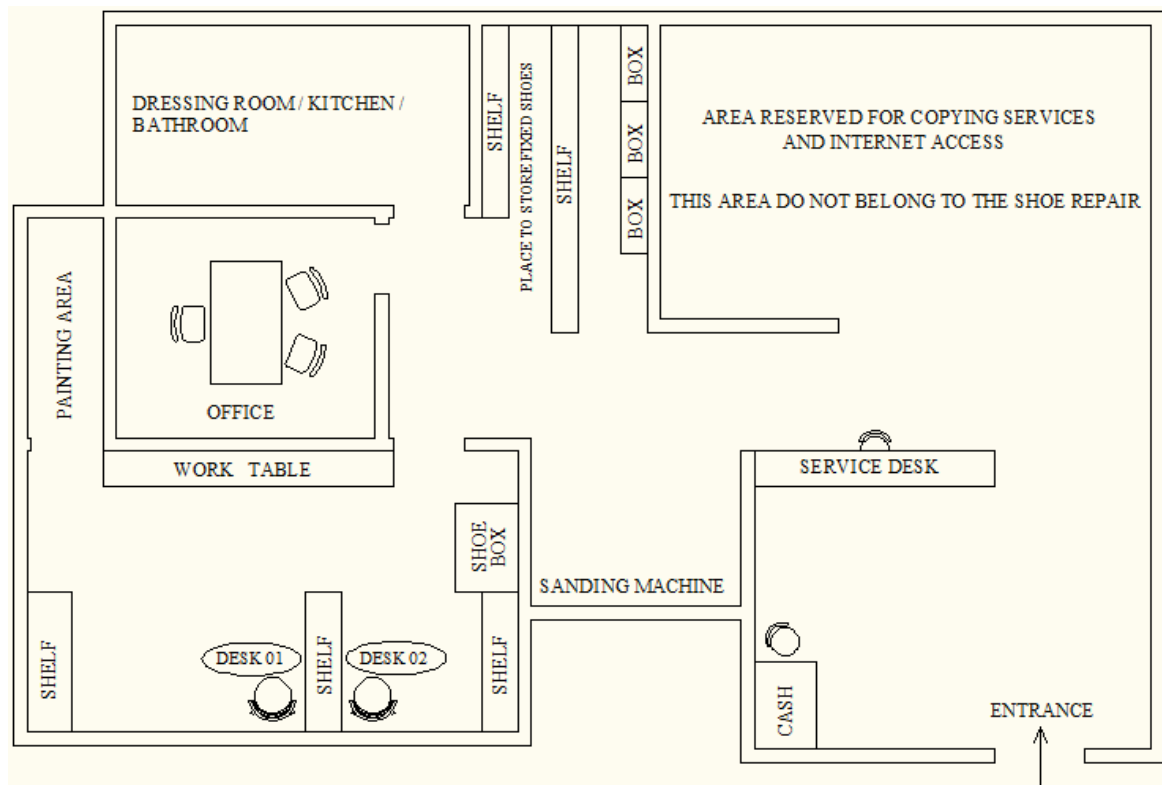 DRESSING ROOM / KITCHEN /
BATHROOM
SHELF
PLACE TO STORE FIXED SHOES
SHELF
BOX
BOX
BOX
AREA RESERVED FOR COPYING SERVICES
AND INTERNET ACCESS
THIS AREA DO NOT BELONG TO THE SHOE REPAIR
PAINTING AREA
OFFICE
WORK TABLE
SERVICE DESK
SHOE
BOX
SANDING MACHINE
SHELF
DESK 01
SHELF
DESK 02
SHELF
CASH
ENTRANCE